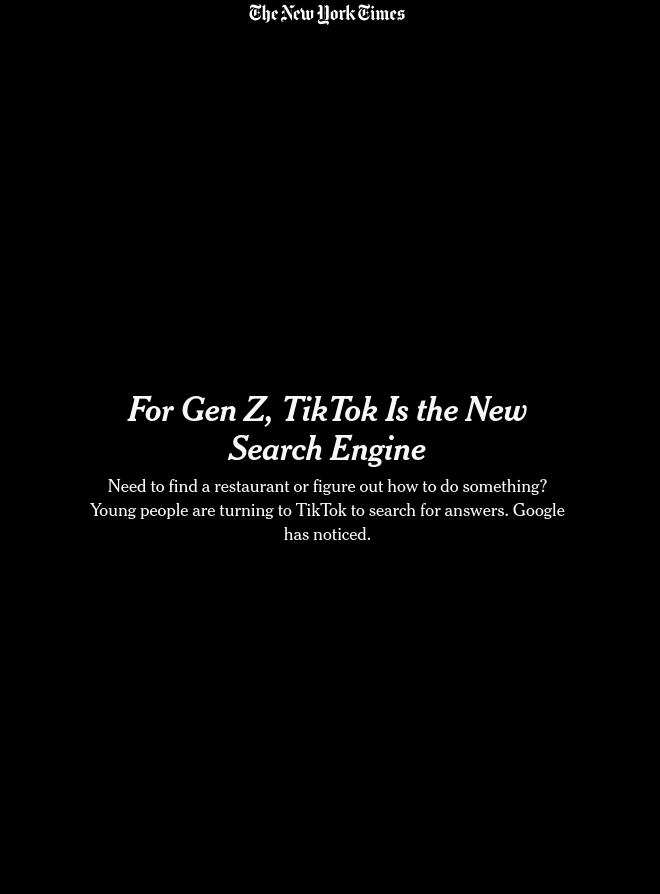 The New York Times
For Gen Z, TikTok Is the New
Search Engine
Need to find a restaurant or figure out how to do something?
Young people are turning to TikTok to search for answers. Google
has noticed.